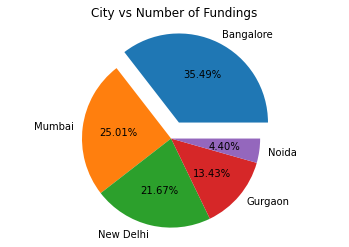 City vs Number of Fundings
Bangalore
35.49%
Mumbai
25.01%
New Delhi
21.67%
Gurgaon
13.43%
Noida
4.40%